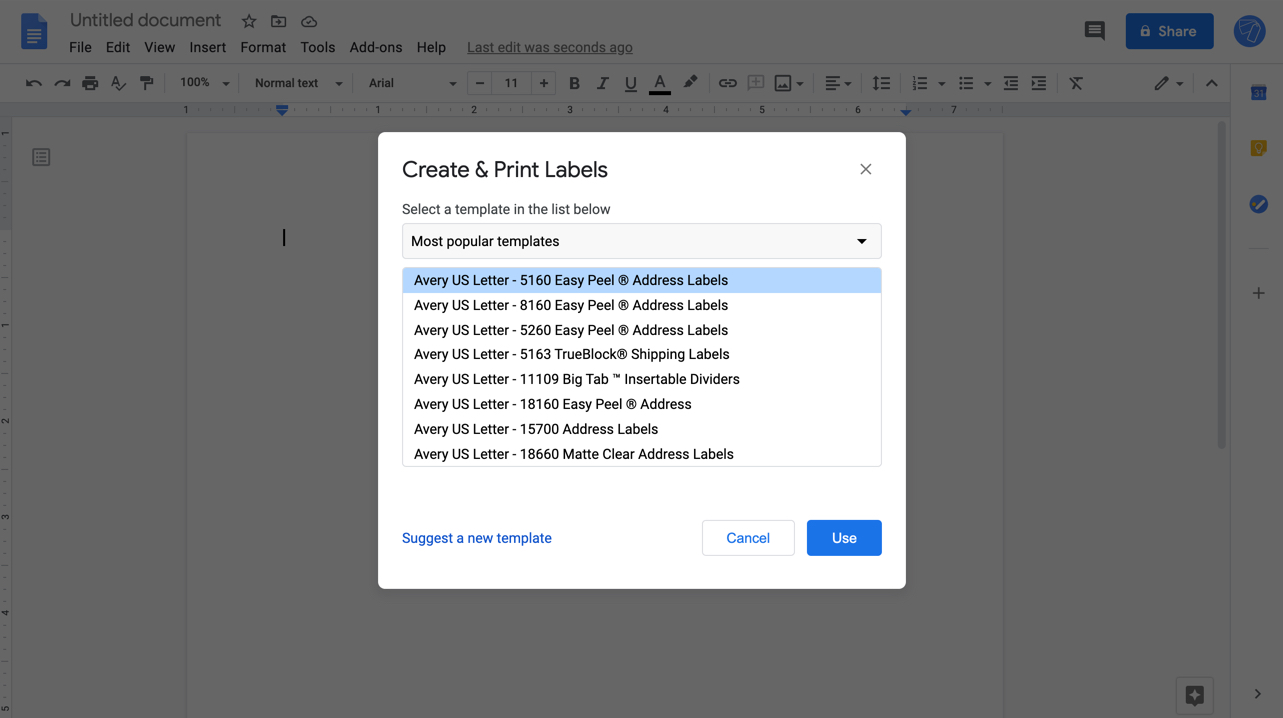 Untitled document
File Edit View Insert Format Tools Add-ons Help Last edit was seconds ago
Share
100% Normal text Arial − 11 + B I U A
1 1 2 3 4 5 6 7
31
Create & Print Labels
Select a template in the list below
Most popular templates
Avery US Letter - 5160 Easy Peel ® Address Labels
Avery US Letter - 8160 Easy Peel ® Address Labels
Avery US Letter - 5260 Easy Peel ® Address Labels
Avery US Letter - 5163 TrueBlock® Shipping Labels
Avery US Letter - 11109 Big Tab ™ Insertable Dividers
Avery US Letter - 18160 Easy Peel ® Address
Avery US Letter - 15700 Address Labels
Avery US Letter - 18660 Matte Clear Address Labels
Suggest a new template Cancel Use
1
1
2
3
4
5